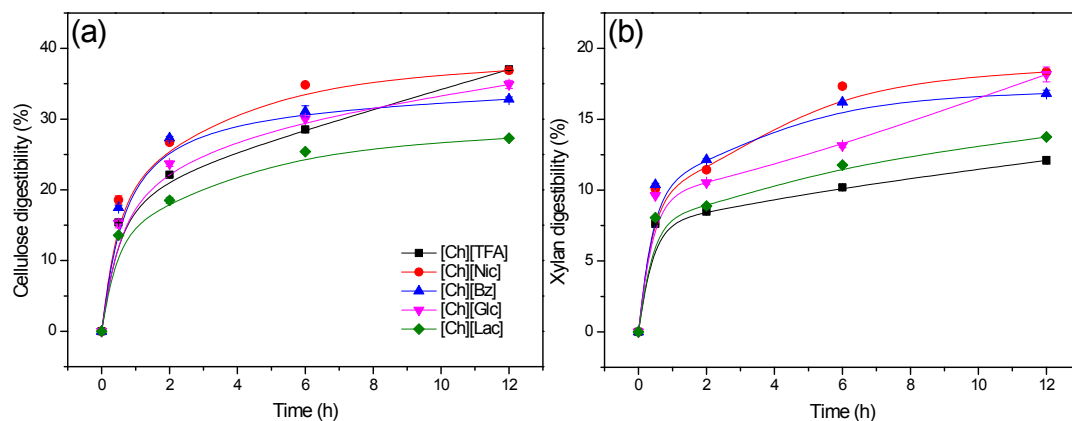 (a)
40
30
20
10
0
Cellulose digestibility (%)
[Ch][TFA]
[Ch][Nic]
[Ch][Bz]
[Ch][Glc]
[Ch][Lac]
0 2 4 6 8 10 12
Time (h)
(b)
20
15
10
5
0
Xylan digestibility (%)
0 2 4 6 8 10 12
Time (h)